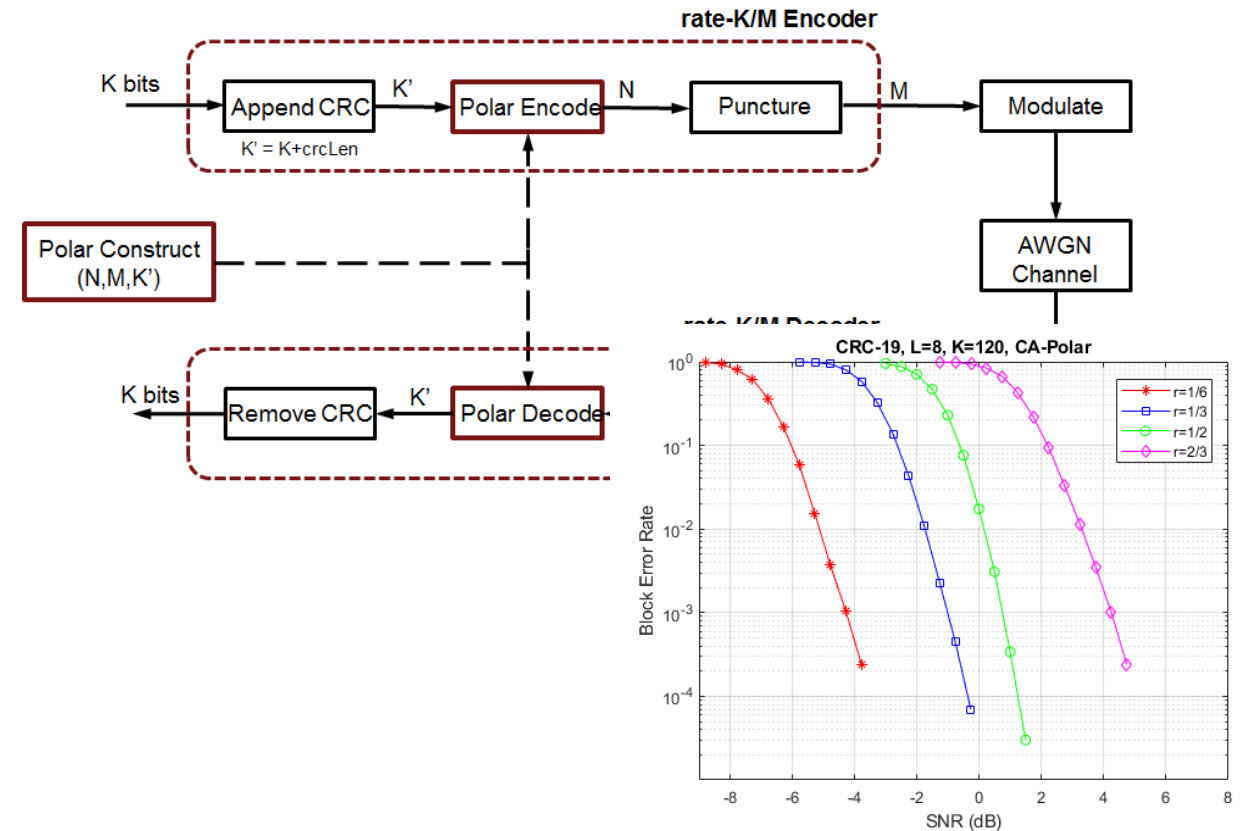 rate-K/M Encoder
K bits
Append CRC
K'
Polar Encode
N
Puncture
M
Modulate
K' = K+crcLen
Polar Construct
(N,M,K')
AWGN
Channel
rate-K/M Decoder
K bits
Remove CRC
K'
Polar Decode
CRC-19, L=8, K=120, CA-Polar
r=1/6
r=1/3
r=1/2
r=2/3
Block Error Rate
10^0
10^-1
10^-2
10^-3
10^-4
-8 -6 -4 -2 0 2 4 6 8
SNR (dB)